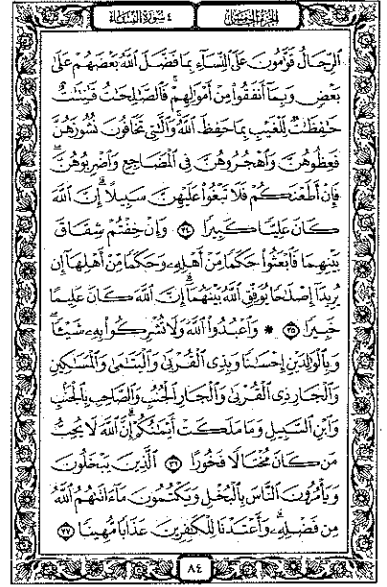 الجزء الخامس
٤ سورة النساء
ٱلرِّجَالُ قَوَّٰمُونَ عَلَى ٱلنِّسَآءِ بِمَا فَضَّلَ ٱللَّهُ بَعۡضَهُمۡ عَلَىٰ
بَعۡضٖ وَبِمَآ أَنفَقُواْ مِنۡ أَمۡوَٰلِهِمۡۚ فَٱلصَّٰلِحَٰتُ قَٰنِتَٰتٌ
حَٰفِظَٰتٞ لِّلۡغَيۡبِ بِمَا حَفِظَ ٱللَّهُۚ وَٱلَّٰتِي تَخَافُونَ نُشُوزَهُنَّ
فَعِظُوهُنَّ وَٱهۡجُرُوهُنَّ فِي ٱلۡمَضَاجِعِ وَٱضۡرِبُوهُنَّۖ
فَإِنۡ أَطَعۡنَكُمۡ فَلَا تَبۡغُواْ عَلَيۡهِنَّ سَبِيلًاۗ إِنَّ ٱللَّهَ
كَانَ عَلِيّٗا كَبِيرٗا ٣٤ وَإِنۡ خِفۡتُمۡ شِقَاقَ
بَيۡنِهِمَا فَٱبۡعَثُواْ حَكَمٗا مِّنۡ أَهۡلِهِۦ وَحَكَمٗا مِّنۡ أَهۡلِهَآ إِن
يُرِيدَآ إِصۡلَٰحٗا يُوَفِّقِ ٱللَّهُ بَيۡنَهُمَآۗ إِنَّ ٱللَّهَ كَانَ عَلِيمًا
خَبِيرٗا ٣٥ ۞ وَٱعۡبُدُواْ ٱللَّهَ وَلَا تُشۡرِكُواْ بِهِۦ شَيۡـٔٗاۖ
وَبِٱلۡوَٰلِدَيۡنِ إِحۡسَٰنٗا وَبِذِي ٱلۡقُرۡبَىٰ وَٱلۡيَتَٰمَىٰ وَٱلۡمَسَٰكِينِ
وَٱلۡجَارِ ذِي ٱلۡقُرۡبَىٰ وَٱلۡجَارِ ٱلۡجُنُبِ وَٱلصَّاحِبِ بِٱلۡجَنۢبِ
وَٱبۡنِ ٱلسَّبِيلِ وَمَا مَلَكَتۡ أَيۡمَٰنُكُمۡۗ إِنَّ ٱللَّهَ لَا يُحِبُّ
مَن كَانَ مُخۡتَالٗا فَخُورًا ٣٦ ٱلَّذِينَ يَبۡخَلُونَ
وَيَأۡمُرُونَ ٱلنَّاسَ بِٱلۡبُخۡلِ وَيَكۡتُمُونَ مَآ ءَاتَىٰهُمُ ٱللَّهُ
مِن فَضۡلِهِۦۗ وَأَعۡتَدۡنَا لِلۡكَٰفِرِينَ عَذَابٗا مُّهِينٗا ٣٧
٨٤